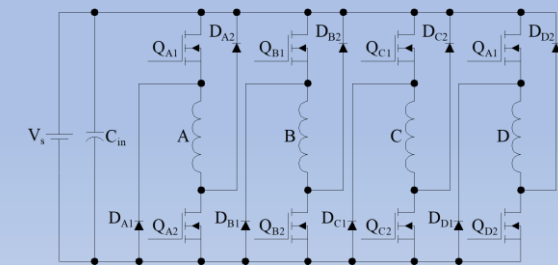 D_A2 D_B2 D_C2 D_D2
Q_A1 Q_B1 Q_C1 Q_A1
V_s C_in A B C D
D_A1 D_B1 D_C1 D_D1
Q_A2 Q_B2 Q_C2 Q_D2